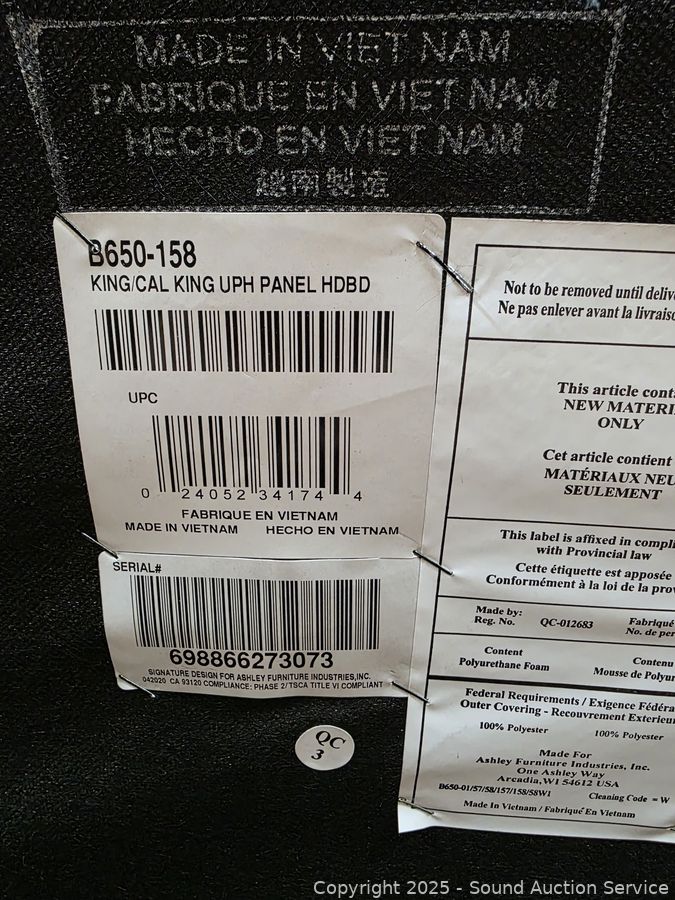 MADE IN VIET NAM
FABRIQUE EN VIET NAM
HECHO EN VIET NAM
越南製造
B650-158
KING/CAL KING UPH PANEL HDBD
UPC
0 24052 34174 4
FABRIQUE EN VIETNAM
MADE IN VIETNAM HECHO EN VIETNAM
SERIAL#
698866273073
SIGNATURE DESIGN FOR ASHLEY FURNITURE INDUSTRIES,INC.
042020 CA 93120 COMPLIANCE: PHASE 2/TSCA TITLE VI COMPLIANT
QC
3
Not to be removed until deliv
Ne pas enlever avant la livrais
This article cont
NEW MATERI
ONLY
Cet article contient
MATÉRIAUX NEU
SEULEMENT
This label is affixed in compli
with Provincial law
Cette étiquette est apposée
Conformément à la loi de la pro
Made by: Fabriqué
Reg. No. QC-012683 No. de per
Content Contenu
Polyurethane Foam Mousse de Polyur
Federal Requirements / Exigence Fédéra
Outer Covering - Recouvrement Exterieu
100% Polyester 100% Polyester
Made For
Ashley Furniture Industries, Inc.
One Ashley Way
Arcadia,WI 54612 USA
B650-01/57/58/157/158/58W1 Cleaning Code = W
Made In Vietnam / Fabriqué En Vietnam
Copyright 2025 - Sound Auction Service